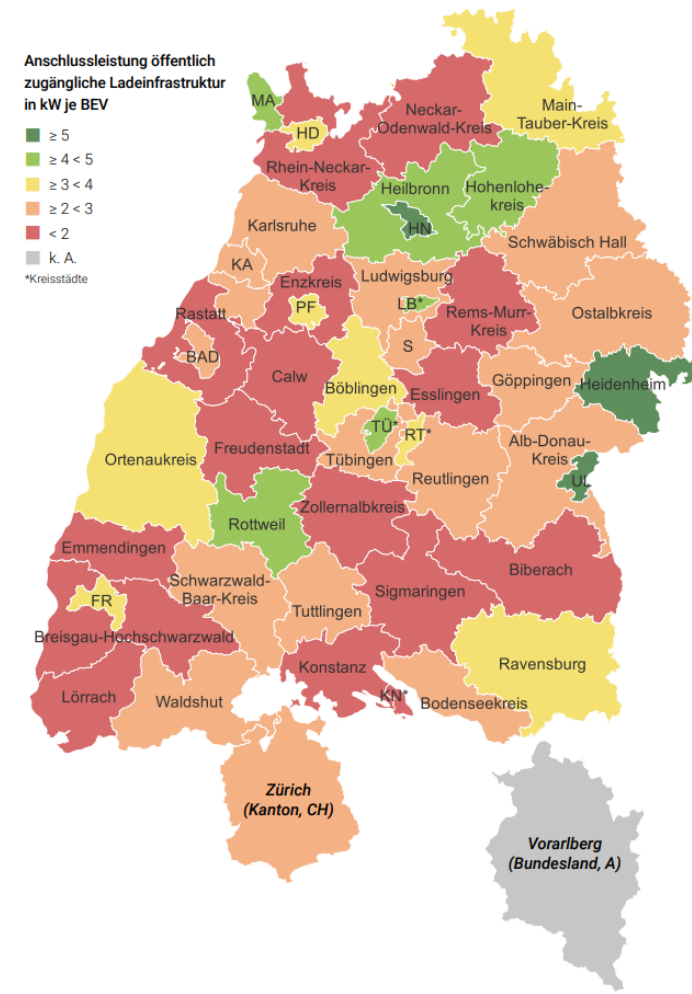 Anschlussleistung öffentlich
zugängliche Ladeinfrastruktur
in kW je BEV
≥ 5
≥ 4 < 5
≥ 3 < 4
≥ 2 < 3
< 2
k. A.
*Kreisstädte
MA
HD
Neckar-
Odenwald-Kreis
Main-
Tauber-Kreis
Rhein-Neckar-
Kreis
Heilbronn
Hohenlohe-
kreis
HN
Karlsruhe
Schwäbisch Hall
KA
Enzkreis
Ludwigsburg
PF
LB*
Rastatt
Rems-Murr-
Kreis
Ostalbkreis
BAD
S
Calw
Böblingen
Esslingen
Göppingen
Heidenheim
TÜ*
RT*
Alb-Donau-
Kreis
Ortenaukreis
Freudenstadt
Tübingen
Reutlingen
UL
Rottweil
Zollernalbkreis
Emmendingen
Schwarzwald-
Baar-Kreis
Biberach
FR
Tuttlingen
Sigmaringen
Breisgau-Hochschwarzwald
Ravensburg
Konstanz
Lörrach
Waldshut
KN*
Bodenseekreis
Zürich
(Kanton, CH)
Vorarlberg
(Bundesland, A)